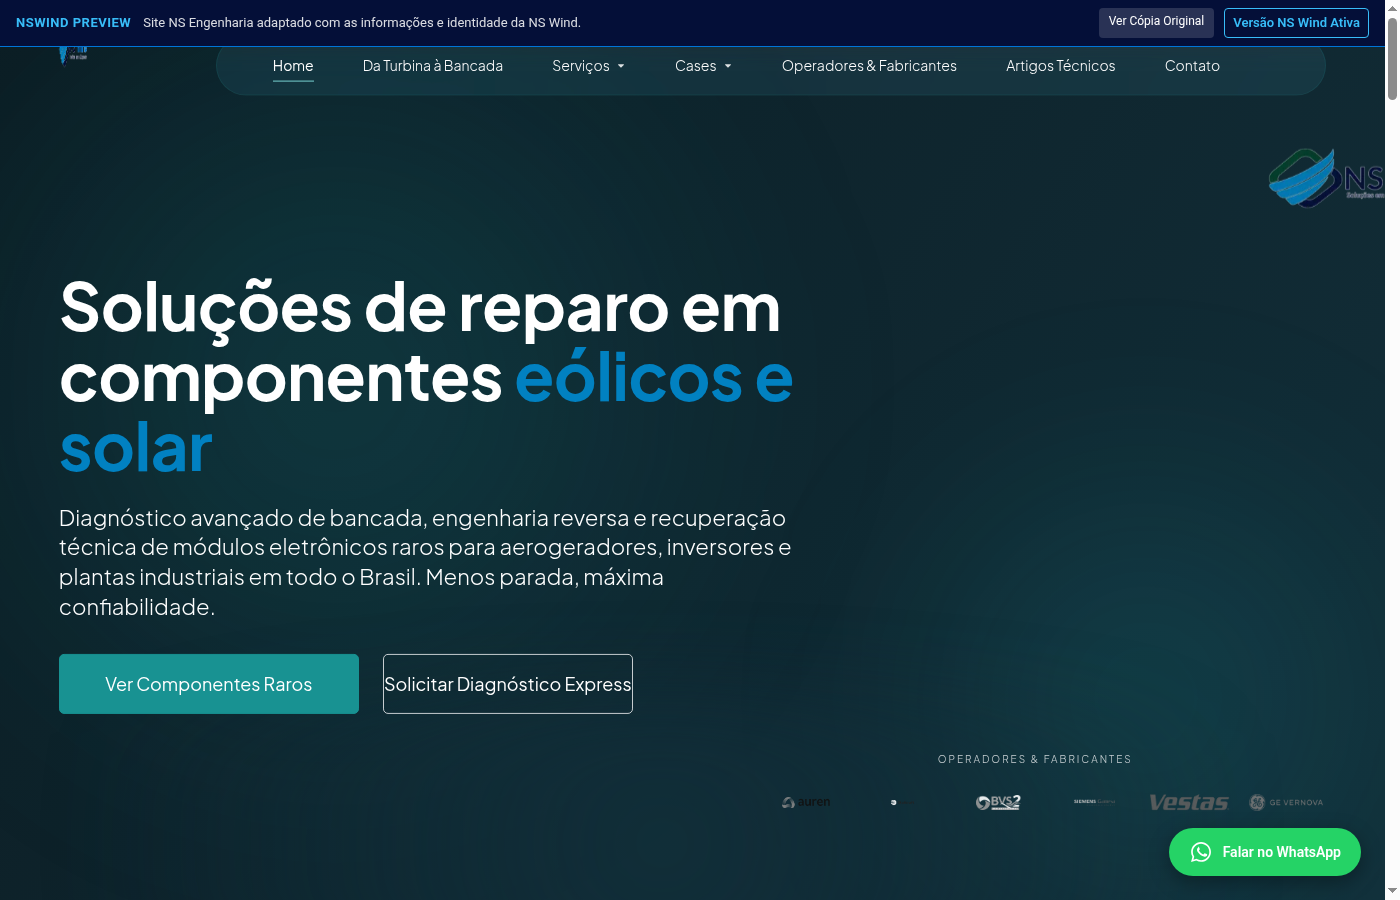 NSWIND PREVIEW Site NS Engenharia adaptado com as informações e identidade da NS Wind. Ver Cópia Original Versão NS Wind Ativa
Home Da Turbina à Bancada Serviços Cases Operadores & Fabricantes Artigos Técnicos Contato
NS
Soluções em
Soluções de reparo em
componentes eólicos e
solar
Diagnóstico avançado de bancada, engenharia reversa e recuperação
técnica de módulos eletrônicos raros para aerogeradores, inversores e
plantas industriais em todo o Brasil. Menos parada, máxima
confiabilidade.
Ver Componentes Raros Solicitar Diagnóstico Express
OPERADORES & FABRICANTES
auren BVS2 SIEMENS Gamesa Vestas GE VERNOVA
Falar no WhatsApp